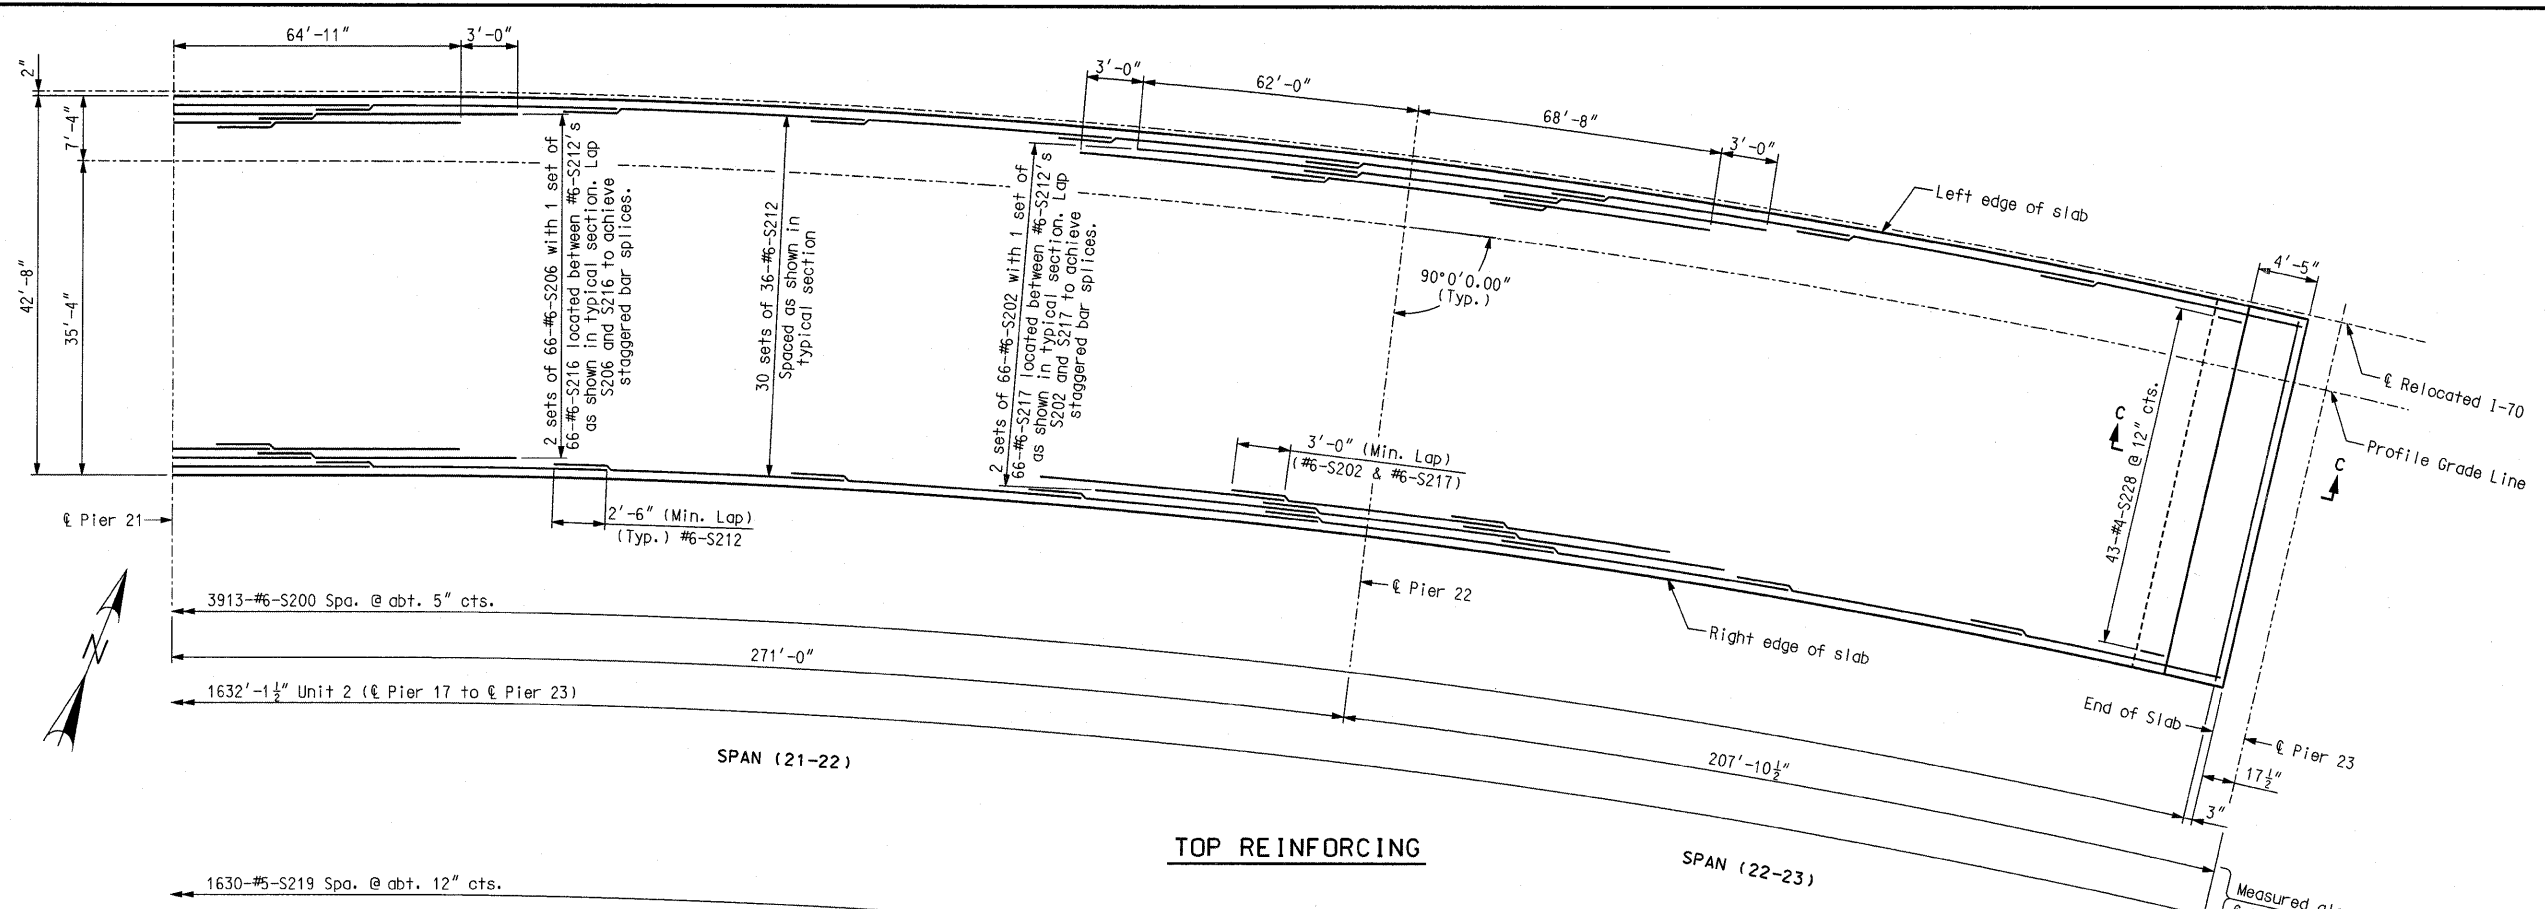 64'-11"
3'-0"
2"
7'-4"
42'-8"
35'-4"
3'-0"
62'-0"
68'-8"
3'-0"
2 sets of 66-#6-S206 with 1 set of
66-#6-S216 located between #6-S212's
as shown in typical section. Lap
S206 and S216 to achieve
staggered bar splices.
30 sets of 36-#6-S212
Spaced as shown in
typical section
2 sets of 66-#6-S202 with 1 set of
66-#6-S217 located between #6-S212's
as shown in typical section. Lap
S202 and S217 to achieve
staggered bar splices.
Left edge of slab
90°0'0.00"
(Typ.)
4'-5"
℄ Relocated I-70
Profile Grade Line
C
C
43-#4-S228 @ 12" cts.
3'-0" (Min. Lap)
(#6-S202 & #6-S217)
℄ Pier 21
2'-6" (Min. Lap)
(Typ.) #6-S212
N
℄ Pier 22
Right edge of slab
3913-#6-S200 Spa. @ abt. 5" cts.
271'-0"
1632'-1½" Unit 2 (℄ Pier 17 to ℄ Pier 23)
End of Slab
℄ Pier 23
17½"
3"
207'-10½"
SPAN (21-22)
TOP REINFORCING
SPAN (22-23)
1630-#5-S219 Spa. @ abt. 12" cts.
Measured